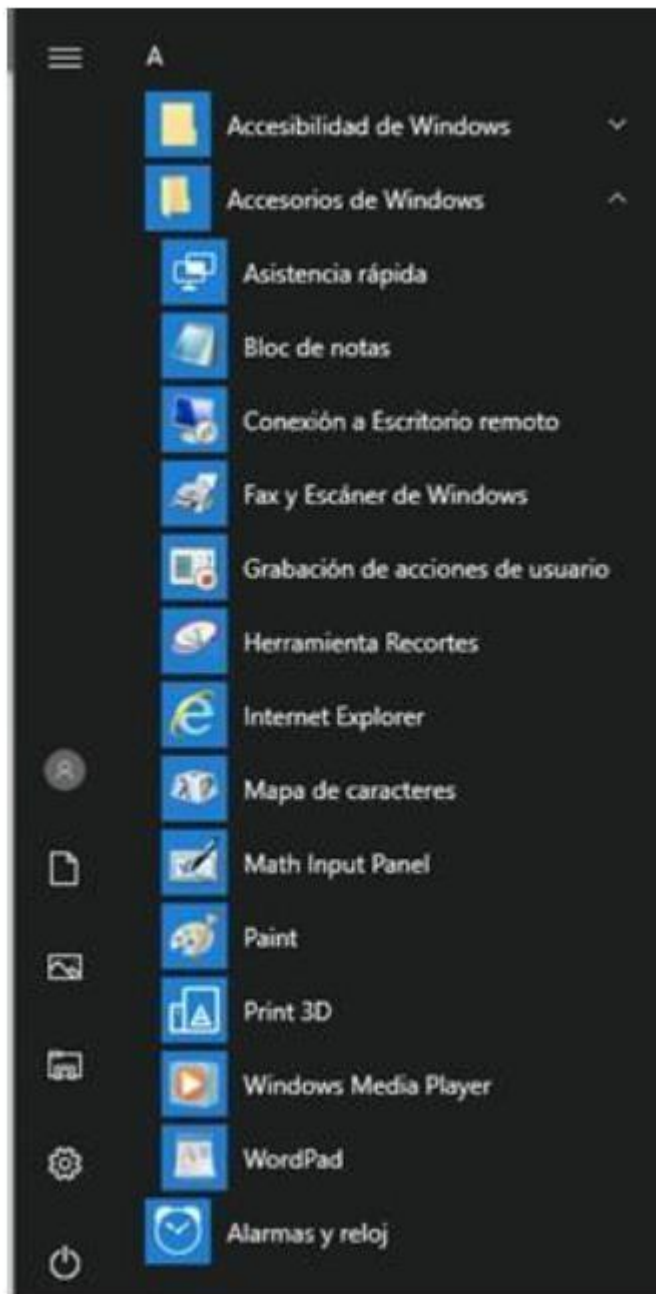 A
Accesibilidad de Windows
Accesorios de Windows
Asistencia rápida
Bloc de notas
Conexión a Escritorio remoto
Fax y Escáner de Windows
Grabación de acciones de usuario
Herramienta Recortes
Internet Explorer
Mapa de caracteres
Math Input Panel
Paint
Print 3D
Windows Media Player
WordPad
Alarmas y reloj